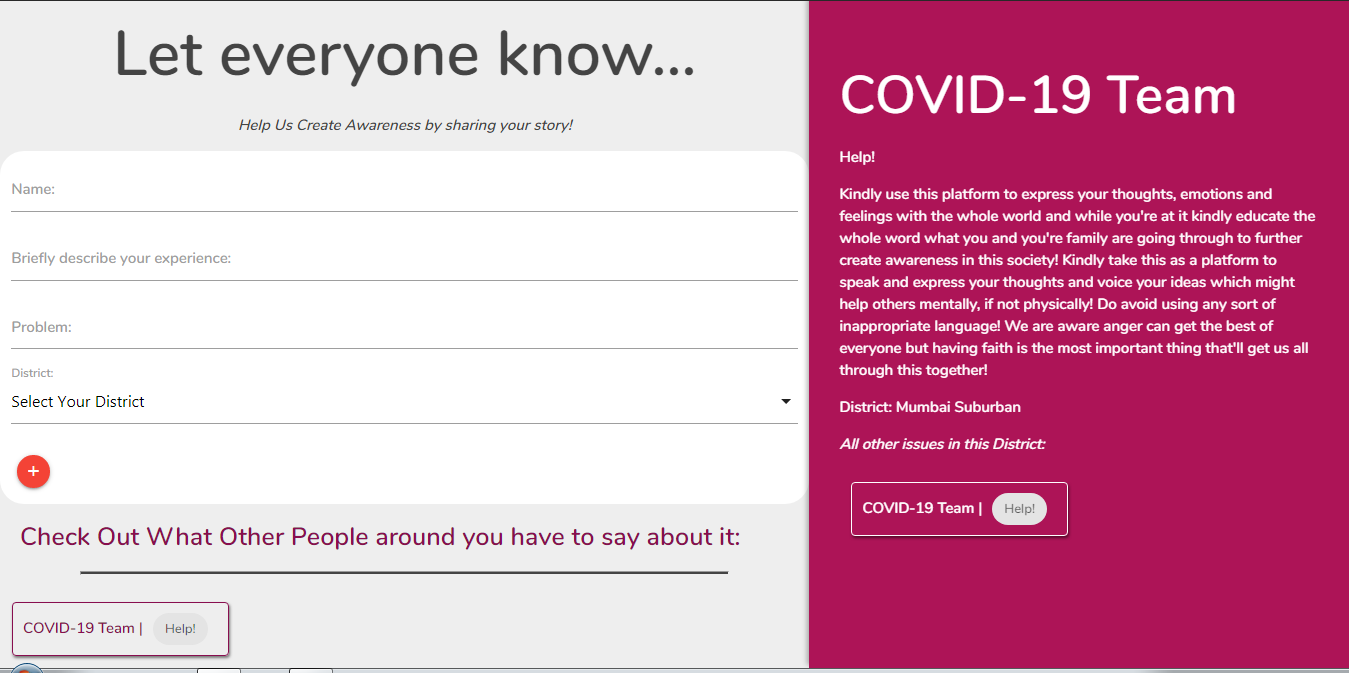 Let everyone know...
Help Us Create Awareness by sharing your story!
Name:
Briefly describe your experience:
Problem:
District:
Select Your District
+
Check Out What Other People around you have to say about it:
COVID-19 Team | Help!
COVID-19 Team
Help!
Kindly use this platform to express your thoughts, emotions and
feelings with the whole world and while you're at it kindly educate the
whole word what you and you're family are going through to further
create awareness in this society! Kindly take this as a platform to
speak and express your thoughts and voice your ideas which might
help others mentally, if not physically! Do avoid using any sort of
inappropriate language! We are aware anger can get the best of
everyone but having faith is the most important thing that'll get us all
through this together!
District: Mumbai Suburban
All other issues in this District:
COVID-19 Team | Help!